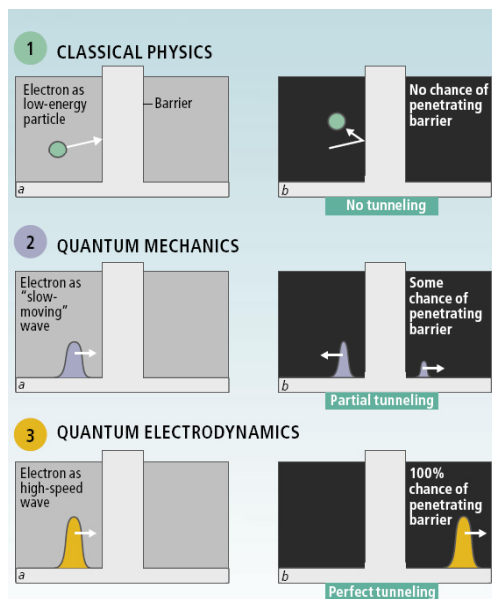 1 CLASSICAL PHYSICS
Electron as
low-energy
particle
Barrier
a
No chance of
penetrating
barrier
b
No tunneling
2 QUANTUM MECHANICS
Electron as
“slow-
moving”
wave
a
Some
chance of
penetrating
barrier
b
Partial tunneling
3 QUANTUM ELECTRODYNAMICS
Electron as
high-speed
wave
a
100%
chance of
penetrating
barrier
b
Perfect tunneling